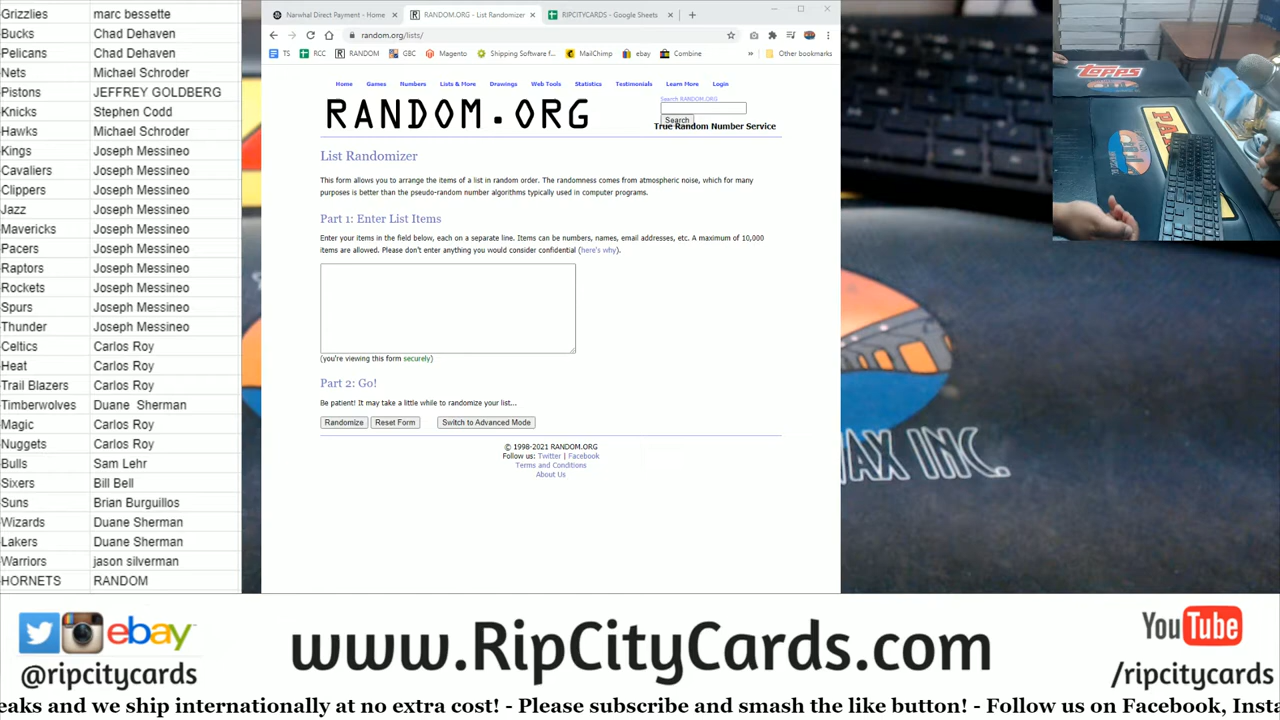 Grizzlies marc bessette
Bucks Chad Dehaven
Pelicans Chad Dehaven
Nets Michael Schroder
Pistons JEFFREY GOLDBERG
Knicks Stephen Codd
Hawks Michael Schroder
Kings Joseph Messineo
Cavaliers Joseph Messineo
Clippers Joseph Messineo
Jazz Joseph Messineo
Mavericks Joseph Messineo
Pacers Joseph Messineo
Raptors Joseph Messineo
Rockets Joseph Messineo
Spurs Joseph Messineo
Thunder Joseph Messineo
Celtics Carlos Roy
Heat Carlos Roy
Trail Blazers Carlos Roy
Timberwolves Duane Sherman
Magic Carlos Roy
Nuggets Carlos Roy
Bulls Sam Lehr
Sixers Bill Bell
Suns Brian Burguillos
Wizards Duane Sherman
Lakers Duane Sherman
Warriors jason silverman
HORNETS RANDOM
Narwhal Direct Payment - Home
RANDOM.ORG - List Randomizer
RIPCITYCARDS - Google Sheets
random.org/lists/
TS RCC RANDOM GBC Magento Shipping Software f... MailChimp ebay Combine » Other bookmarks
Home Games Numbers Lists & More Drawings Web Tools Statistics Testimonials Learn More Login
RANDOM.ORG
Search RANDOM.ORG
Search
True Random Number Service
List Randomizer
This form allows you to arrange the items of a list in random order. The randomness comes from atmospheric noise, which for many
purposes is better than the pseudo-random number algorithms typically used in computer programs.
Part 1: Enter List Items
Enter your items in the field below, each on a separate line. Items can be numbers, names, email addresses, etc. A maximum of 10,000
items are allowed. Please don't enter anything you would consider confidential (here's why).
(you're viewing this form securely)
Part 2: Go!
Be patient! It may take a little while to randomize your list...
Randomize Reset Form Switch to Advanced Mode
© 1998-2021 RANDOM.ORG
Follow us: Twitter | Facebook
Terms and Conditions
About Us
TOPPS
AX INC.
ebay
@ripcitycards
www.RipCityCards.com
YouTube
/ripcitycards
eaks and we ship internationally at no extra cost! - Please subscribe and smash the like button! - Follow us on Facebook, Insta